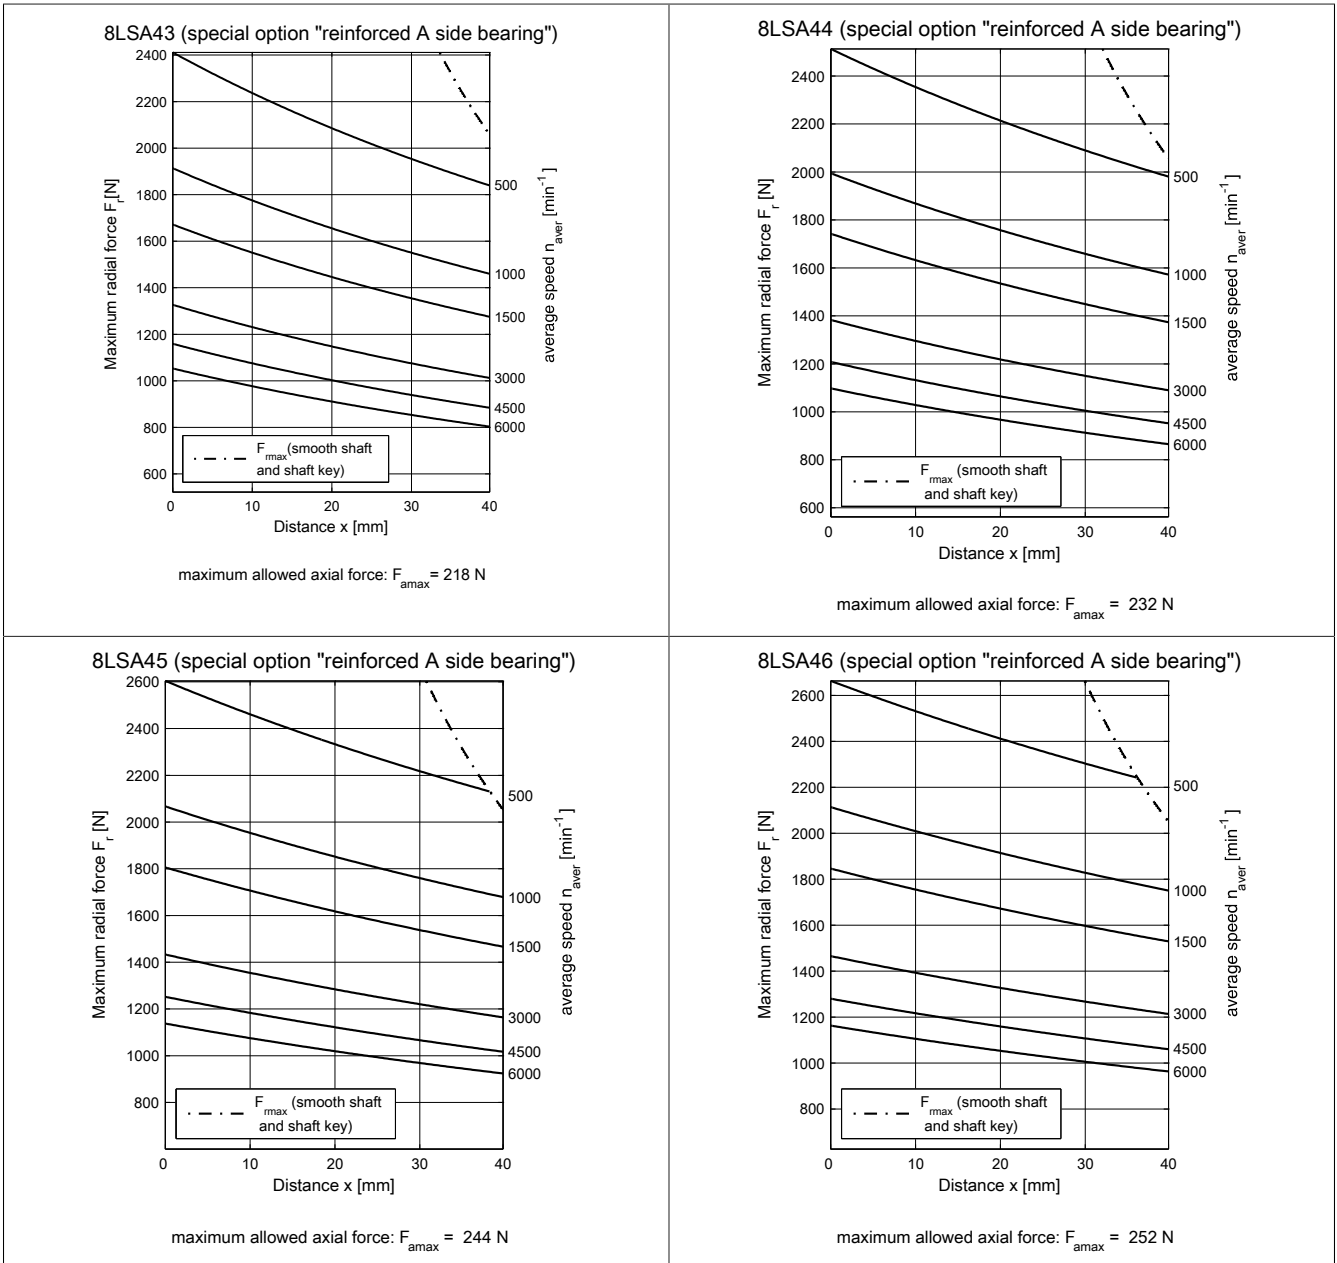 8LSA43 (special option "reinforced A side bearing")
2400
2200
2000
1800
1600
1400
1200
1000
800
600
Maximum radial force Fr[N]
500
1000
1500
3000
4500
6000
average speed naver [min-1]
Frmax(smooth shaft
and shaft key)
0 10 20 30 40
Distance x [mm]
maximum allowed axial force: Famax= 218 N
8LSA44 (special option "reinforced A side bearing")
2400
2200
2000
1800
1600
1400
1200
1000
800
600
Maximum radial force Fr [N]
500
1000
1500
3000
4500
6000
average speed naver [min-1]
Frmax (smooth shaft
and shaft key)
0 10 20 30 40
Distance x [mm]
maximum allowed axial force: Famax = 232 N
8LSA45 (special option "reinforced A side bearing")
2600
2400
2200
2000
1800
1600
1400
1200
1000
800
Maximum radial force Fr [N]
500
1000
1500
3000
4500
6000
average speed naver [min-1]
Frmax (smooth shaft
and shaft key)
0 10 20 30 40
Distance x [mm]
maximum allowed axial force: Famax = 244 N
8LSA46 (special option "reinforced A side bearing")
2600
2400
2200
2000
1800
1600
1400
1200
1000
800
Maximum radial force Fr [N]
500
1000
1500
3000
4500
6000
average speed naver [min-1]
Frmax (smooth shaft
and shaft key)
0 10 20 30 40
Distance x [mm]
maximum allowed axial force: Famax = 252 N